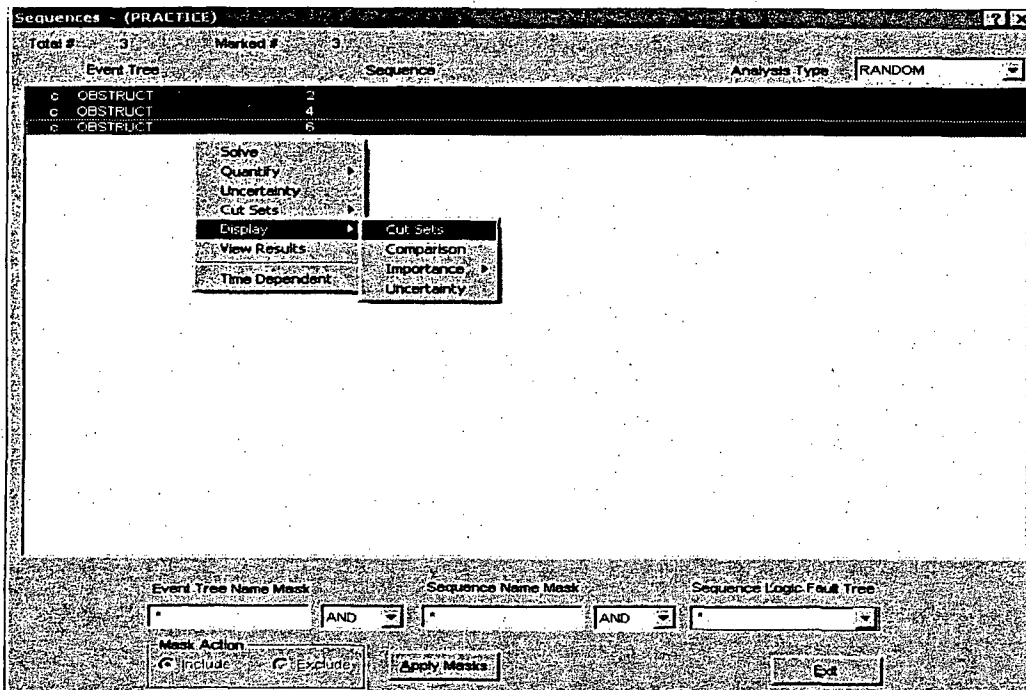 Sequences - (PRACTICE)
Total # 3 Marked # 3
Event Tree Sequence Analysis Type RANDOM
c OBSTRUCT 2
c OBSTRUCT 4
c OBSTRUCT 6
Solve
Quantify
Uncertainty
Cut Sets
Display
View Results
Time Dependent
Cut Sets
Comparison
Importance
Uncertainty
Event Tree Name Mask Sequence Name Mask Sequence Logic Fault Tree
* AND * AND *
Mask Action
Include Exclude Apply Masks Exit